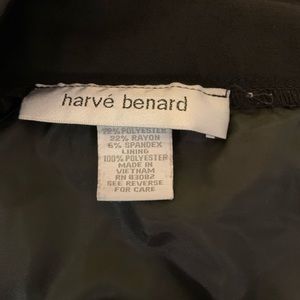 harvé benard
72% POLYESTER
22% RAYON
6% SPANDEX
LINING
100% POLYESTER
MADE IN
VIETNAM
RN 83002
SEE REVERSE
FOR CARE